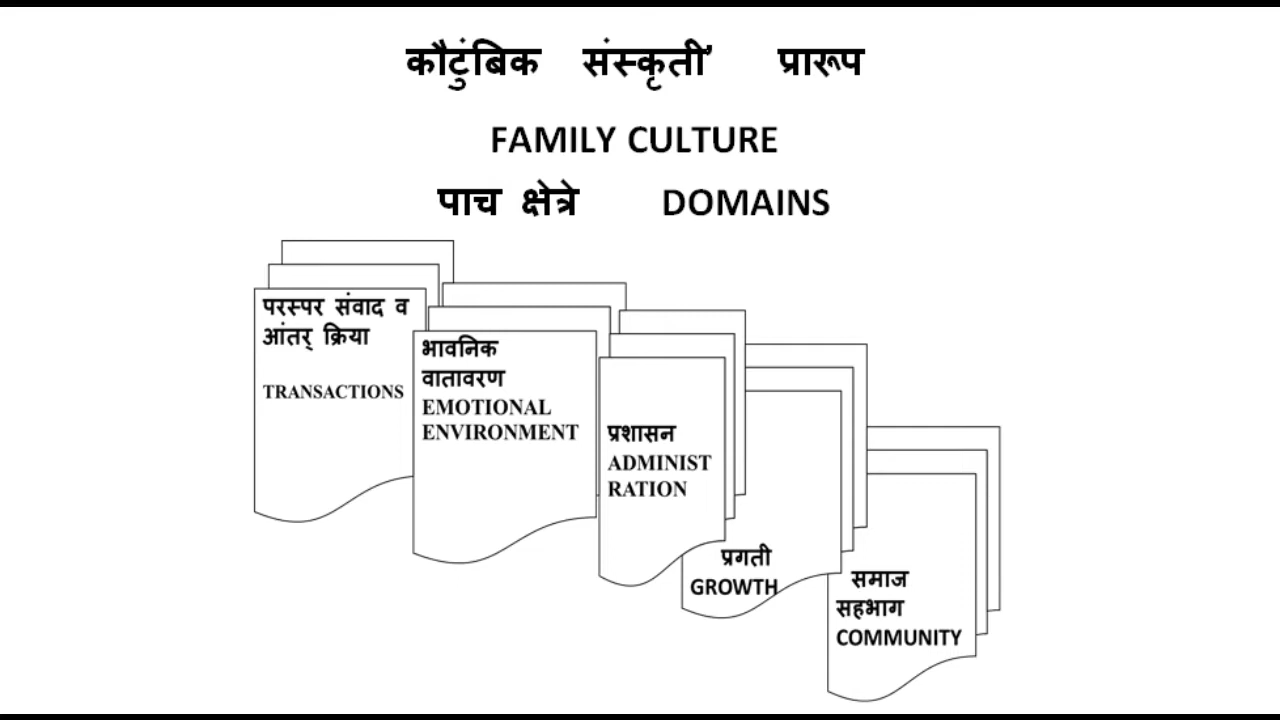 कौटुंबिक संस्कृती’ प्रारूप
FAMILY CULTURE
पाच क्षेत्रे DOMAINS
परस्पर संवाद व
आंतर् क्रिया
TRANSACTIONS
भावनिक
वातावरण
EMOTIONAL
ENVIRONMENT
प्रशासन
ADMINIST
RATION
प्रगती
GROWTH
समाज
सहभाग
COMMUNITY